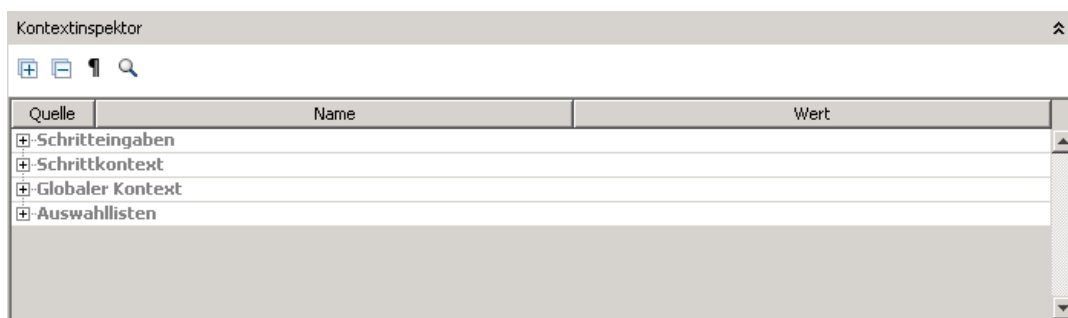 Kontextinspektor
Quelle Name Wert
Schritteingaben
Schrittkontext
Globaler Kontext
Auswahllisten